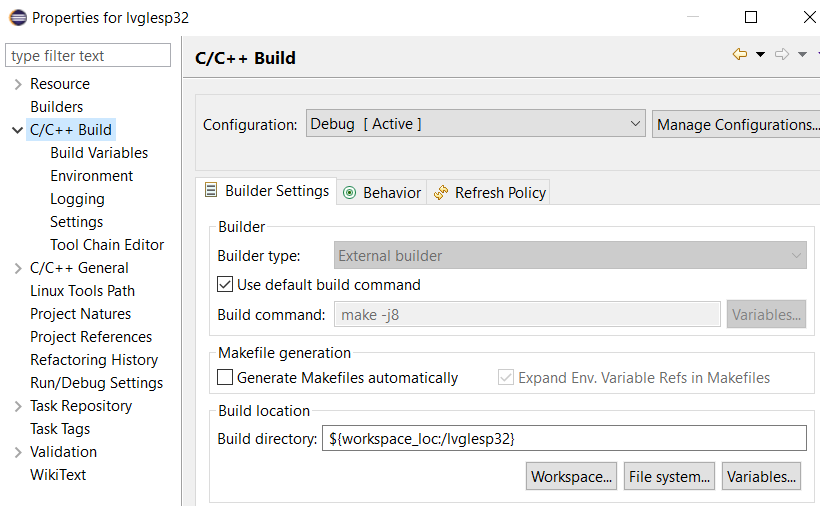 Properties for lvglesp32
type filter text
Resource
Builders
C/C++ Build
Build Variables
Environment
Logging
Settings
Tool Chain Editor
C/C++ General
Linux Tools Path
Project Natures
Project References
Refactoring History
Run/Debug Settings
Task Repository
Task Tags
Validation
WikiText
C/C++ Build
Configuration: Debug [ Active ] Manage Configurations...
Builder Settings Behavior Refresh Policy
Builder
Builder type: External builder
Use default build command
Build command: make -j8 Variables...
Makefile generation
Generate Makefiles automatically Expand Env. Variable Refs in Makefiles
Build location
Build directory: ${workspace_loc:/lvglesp32}
Workspace... File system... Variables...